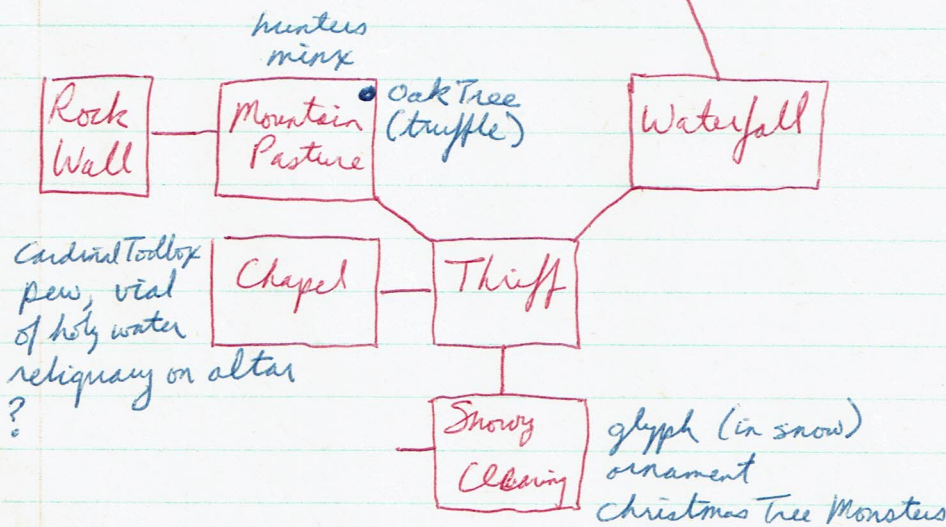 hunters
minx
Rock
Wall
Mountain
Pasture
Oak Tree
(truffle)
Waterfall
Cardinal Toolbox
pew, vial
of holy water
reliquary on altar
?
Chapel
Thriff
Snowy
Clearing
glyph (in snow)
ornament
Christmas Tree Monsters